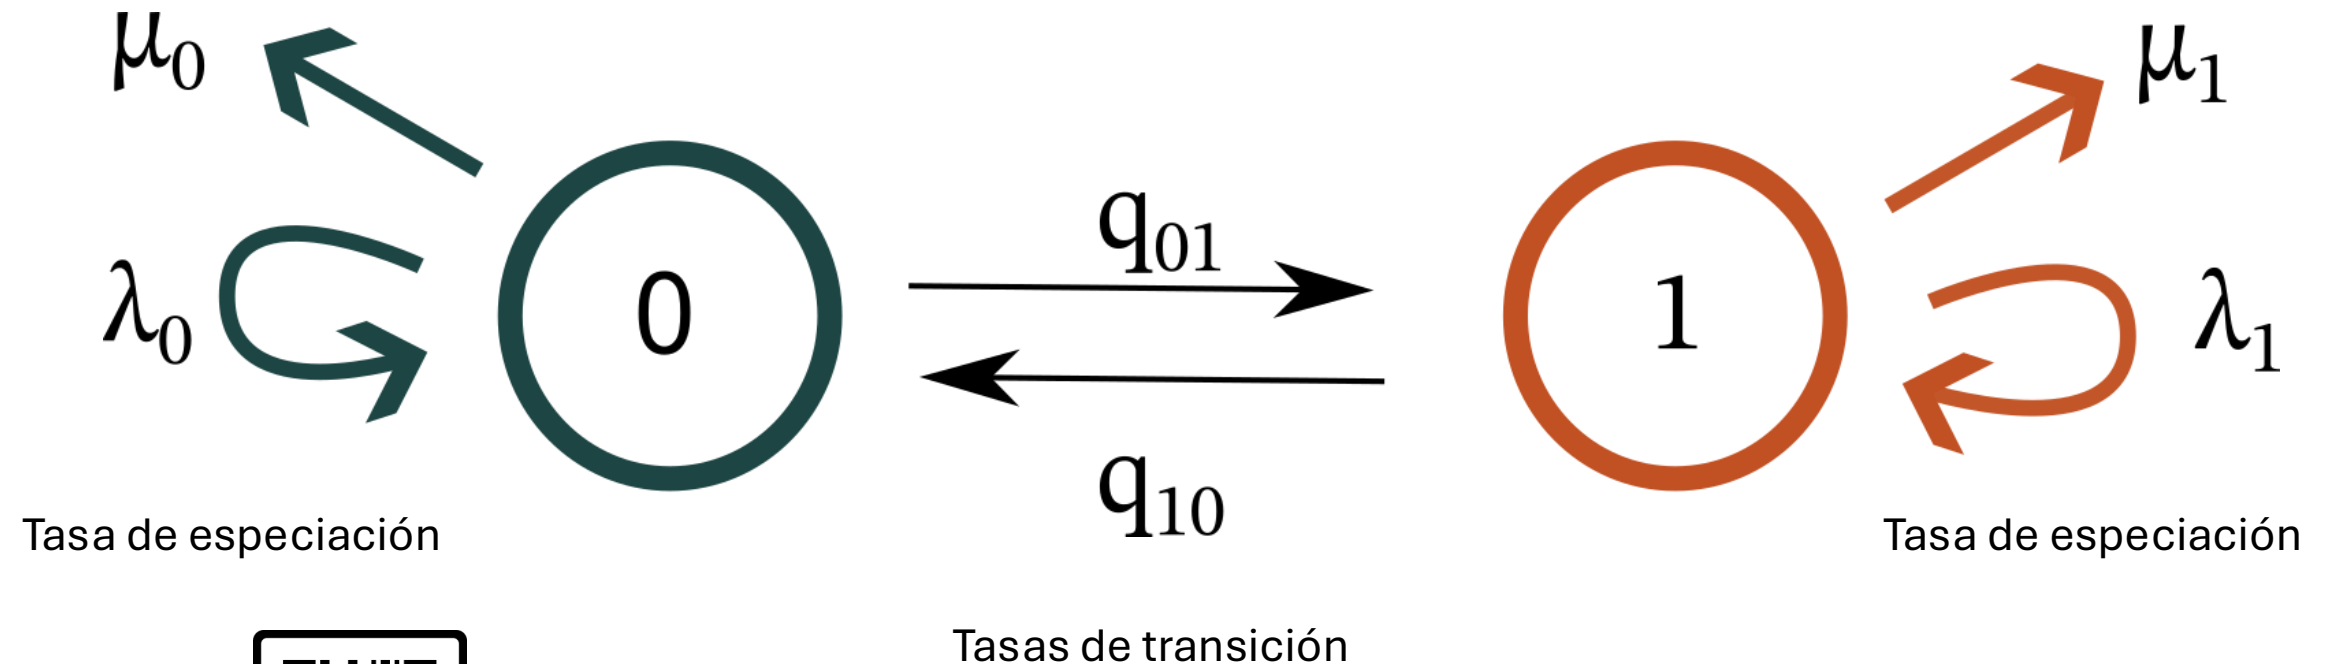 μ0
μ1
q01
λ0
0
1
λ1
q10
Tasa de especiación
Tasa de especiación
Tasas de transición